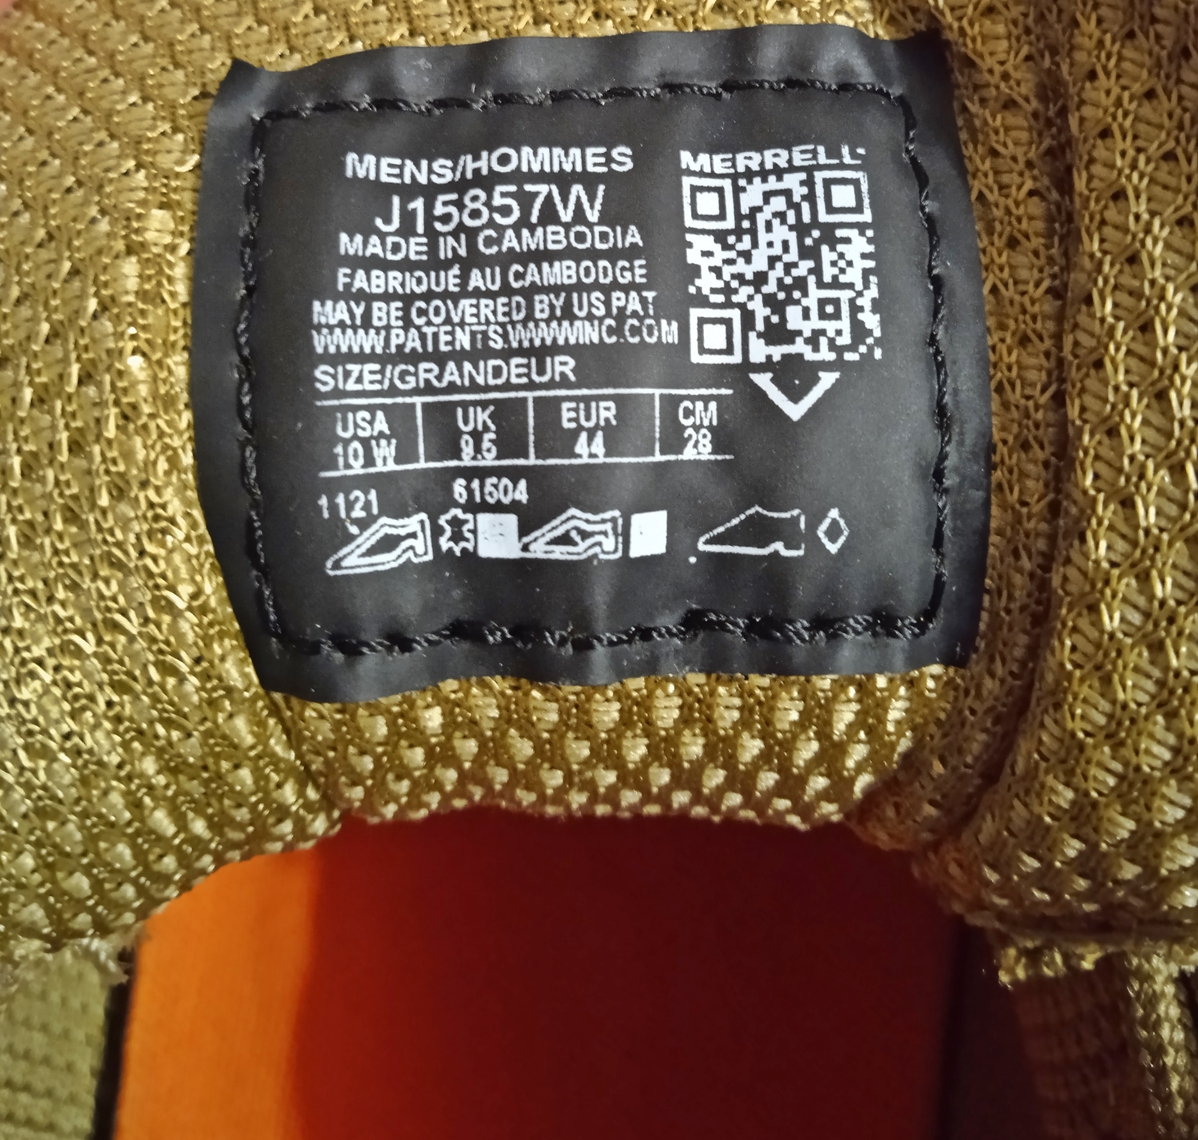 MENS/HOMMES
J15857W
MADE IN CAMBODIA
FABRIQUÉ AU CAMBODGE
MAY BE COVERED BY US PAT
WWW.PATENTS.WWWINC.COM
SIZE/GRANDEUR
USA UK EUR CM
10 W 9.5 44 28
1121 61504
MERRELL